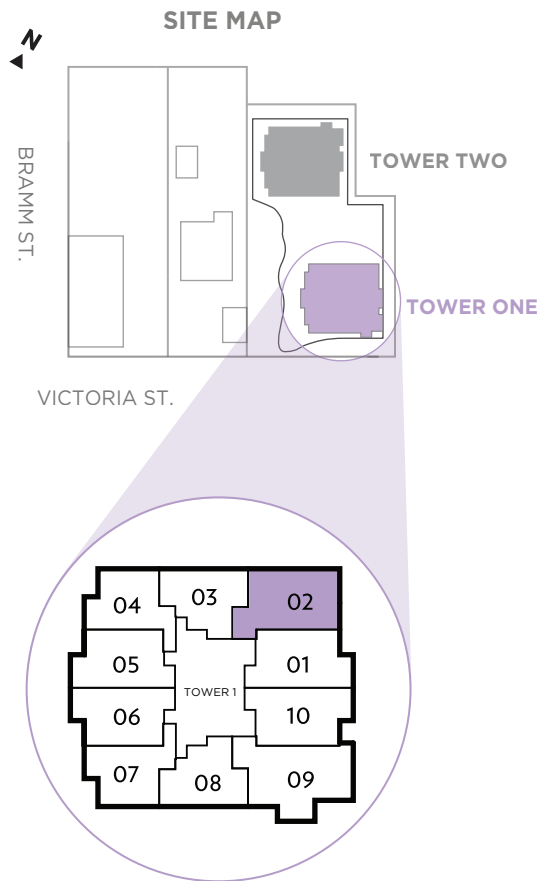 SITE MAP
N
BRAMM ST.
TOWER TWO
TOWER ONE
VICTORIA ST.
04
03
02
05
01
TOWER 1
06
10
07
08
09